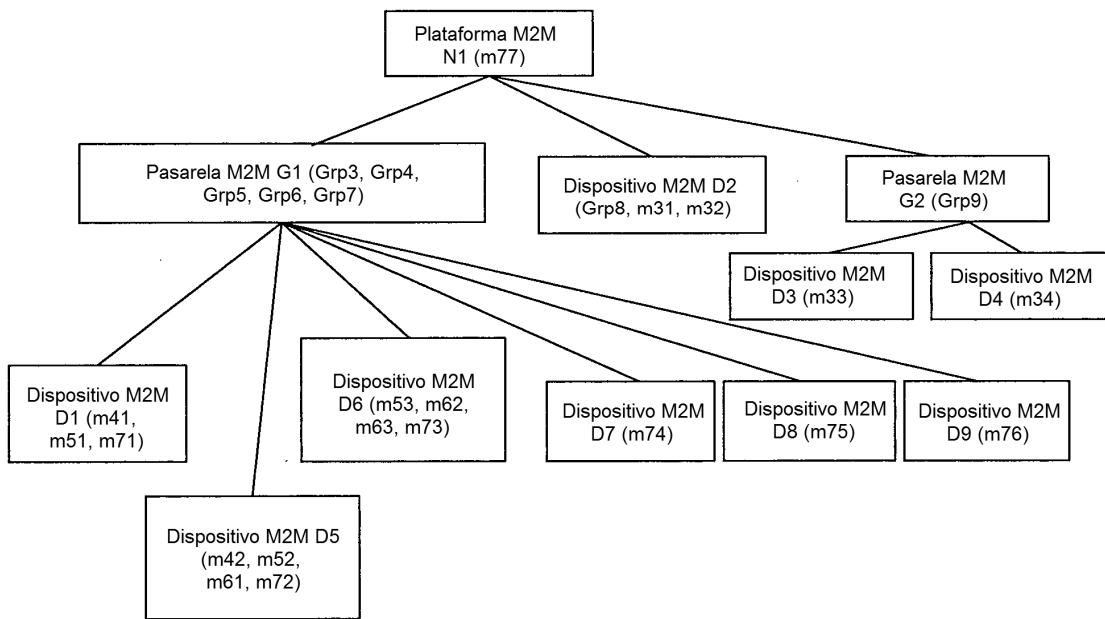 Plataforma M2M
N1 (m77)
Pasarela M2M G1 (Grp3, Grp4,
Grp5, Grp6, Grp7)
Dispositivo M2M D2
(Grp8, m31, m32)
Pasarela M2M
G2 (Grp9)
Dispositivo M2M
D3 (m33)
Dispositivo M2M
D4 (m34)
Dispositivo M2M
D1 (m41,
m51, m71)
Dispositivo M2M
D6 (m53, m62,
m63, m73)
Dispositivo M2M
D7 (m74)
Dispositivo M2M
D8 (m75)
Dispositivo M2M
D9 (m76)
Dispositivo M2M D5
(m42, m52,
m61, m72)